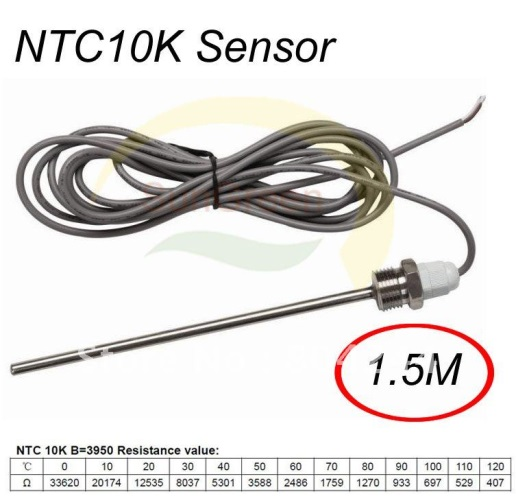 NTC10K Sensor
1.5M
NTC 10K B=3950 Resistance value:
℃ 0 10 20 30 40 50 60 70 80 90 100 110 120
Ω 33620 20174 12535 8037 5301 3588 2486 1759 1270 933 697 529 407